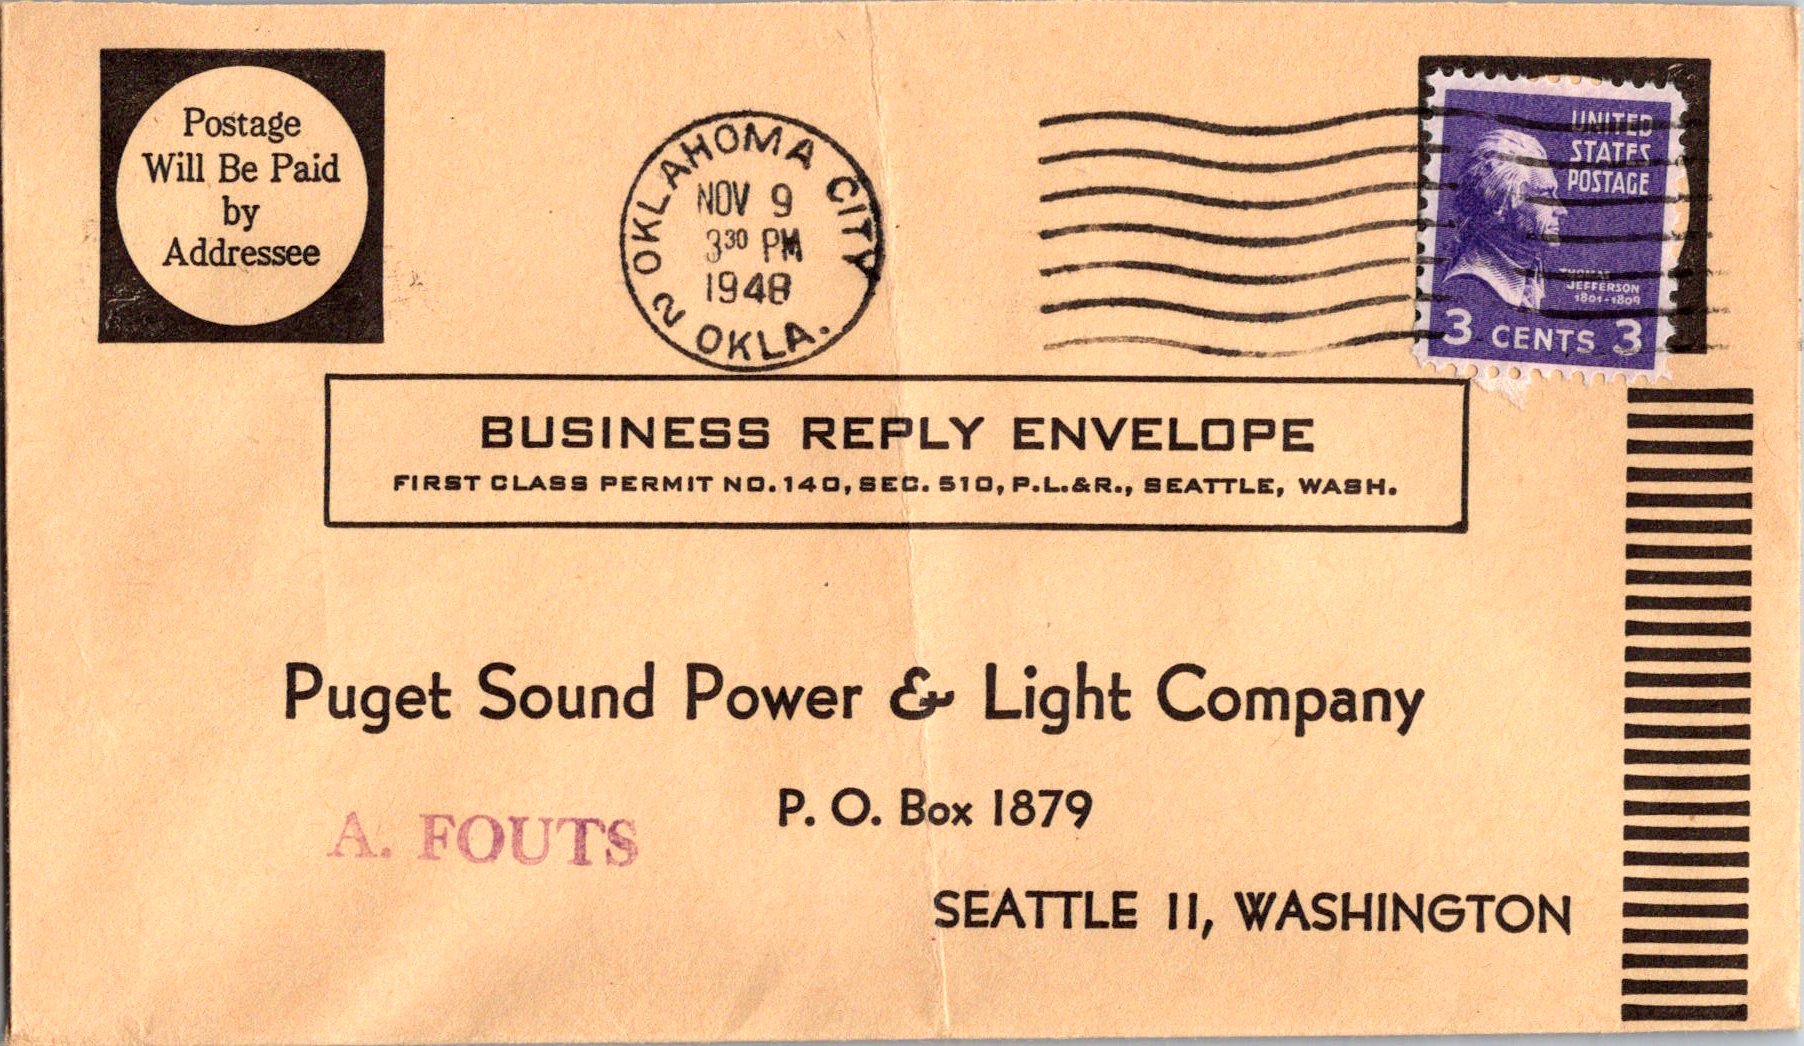 Postage
Will Be Paid
by
Addressee
OKLAHOMA CITY
NOV 9
3 30 PM
1948
2 OKLA.
UNITED
STATES
POSTAGE
THOMAS
JEFFERSON
1801-1809
3 CENTS 3
BUSINESS REPLY ENVELOPE
FIRST CLASS PERMIT NO. 140, SEC. 510, P.L.&R., SEATTLE, WASH.
Puget Sound Power & Light Company
P. O. Box 1879
A. FOUTS
SEATTLE 11, WASHINGTON